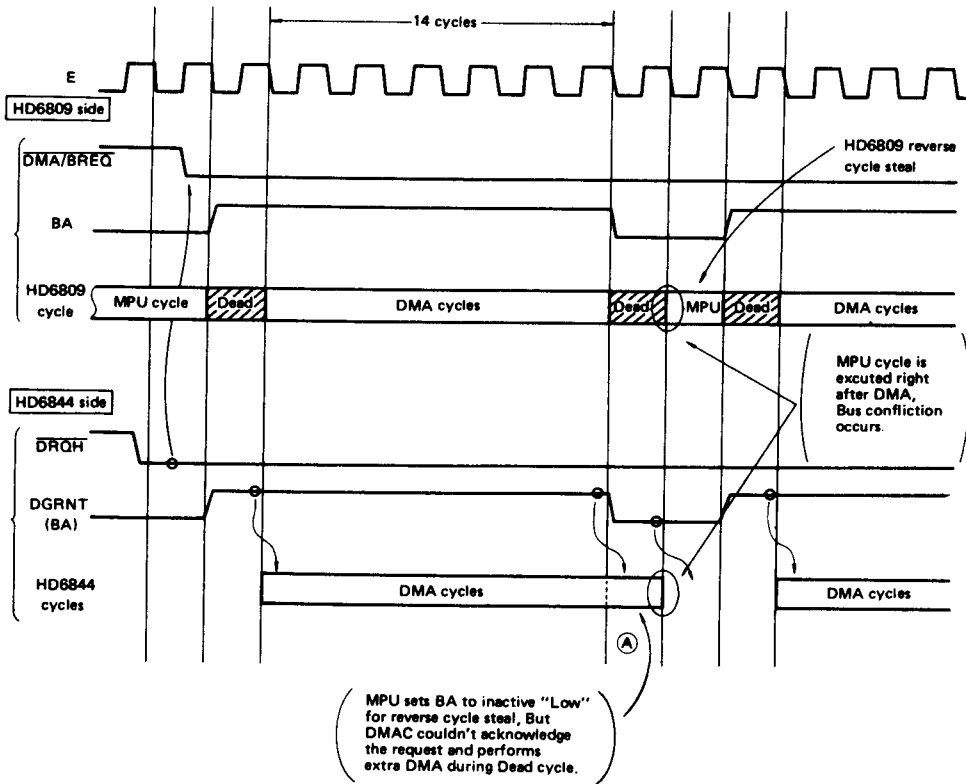 14 cycles
E
HD6809 side
DMA/BREQ
HD6809 reverse
cycle steal
BA
HD6809
cycle
MPU cycle
Dead
DMA cycles
Dead
MPU
Dead
DMA cycles
MPU cycle is
excuted right
after DMA,
Bus confliction
occurs.
HD6844 side
DRQH
DGRNT
(BA)
HD6844
cycles
DMA cycles
DMA cycles
A
MPU sets BA to inactive "Low"
for reverse cycle steal, But
DMAC couldn't acknowledge
the request and performs
extra DMA during Dead cycle.